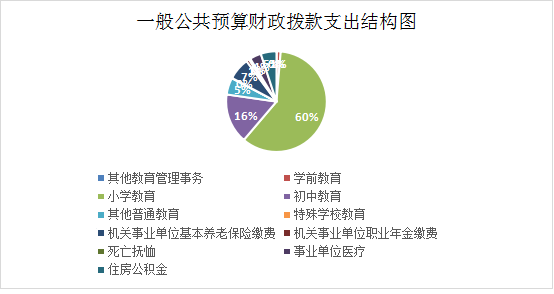 一般公共预算财政拨款支出结构图
60%
16%
5%
7%
其他教育管理事务
学前教育
小学教育
初中教育
其他普通教育
特殊学校教育
机关事业单位基本养老保险缴费
机关事业单位职业年金缴费
死亡抚恤
事业单位医疗
住房公积金